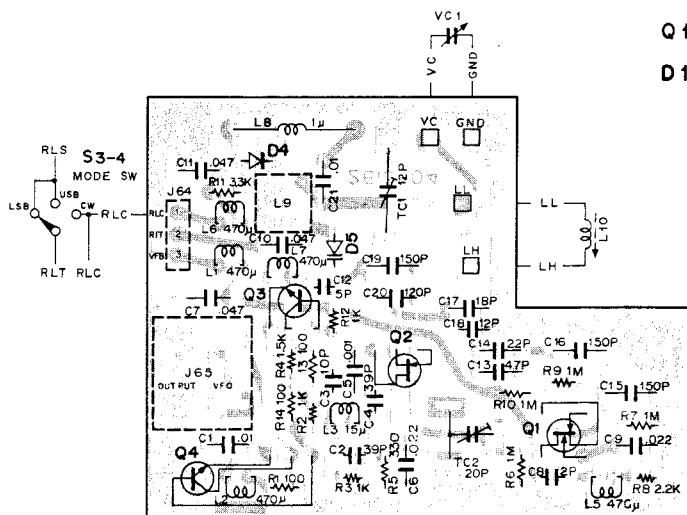 VC1
Q1
VC
GND
D1
L8
1μ
VC
GND
RLS
S3-4
MODE SW
D4
C11
.047
.01
C21
12P
TC1
R11 3.3K
J64
LSB
USB
CW
RLC
RLC
1
L9
LL
LL
L6 470μ
C10
.047
RIT
2
L10
L7
D5
VFB
3
L1
470μ
470μ
C19
150P
LH
LH
RLT
RLC
C12
5P
Q3
C20
120P
C7
.047
R12
1K
C17
18P
C18
12P
Q2
C14
22P
C16
150P
J65
R4 1.5K
13 100
C3
10P
C5
.001
C13
47P
R9 1M
OUTPUT
VFO
C4
39P
C15
150P
R10 1M
R14 100
R2 1K
R7 1M
L3 15μ
Q1
Q4
C1
.01
C2
39P
C9
.022
R5
330
.022
C6
TC2
20P
R6 1M
C8
2P
R1 100
R3 1K
L2
470μ
L5 470μ
R8 2.2K